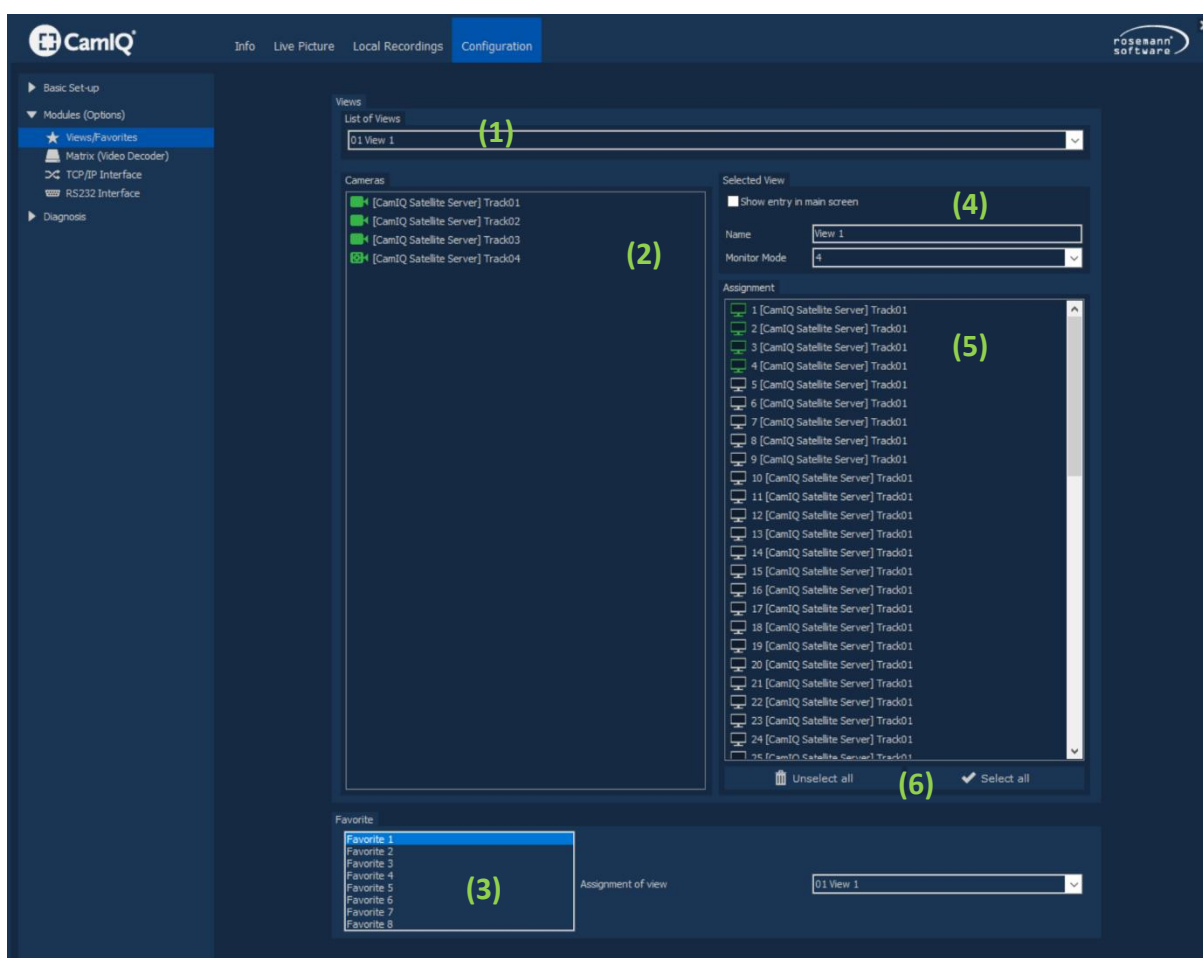 CamIQ
Info Live Picture Local Recordings Configuration
rosemann
software
Basic Set-up
Modules (Options)
Views/Favorites
Matrix (Video Decoder)
TCP/IP Interface
RS232 Interface
Diagnosis
Views
List of Views
01 View 1
(1)
Cameras
[CamIQ Satellite Server] Track01
[CamIQ Satellite Server] Track02
[CamIQ Satellite Server] Track03
[CamIQ Satellite Server] Track04
(2)
Selected View
Show entry in main screen
(4)
Name View 1
Monitor Mode 4
Assignment
1 [CamIQ Satellite Server] Track01
2 [CamIQ Satellite Server] Track01
3 [CamIQ Satellite Server] Track01
4 [CamIQ Satellite Server] Track01
5 [CamIQ Satellite Server] Track01
6 [CamIQ Satellite Server] Track01
7 [CamIQ Satellite Server] Track01
8 [CamIQ Satellite Server] Track01
9 [CamIQ Satellite Server] Track01
10 [CamIQ Satellite Server] Track01
11 [CamIQ Satellite Server] Track01
12 [CamIQ Satellite Server] Track01
13 [CamIQ Satellite Server] Track01
14 [CamIQ Satellite Server] Track01
15 [CamIQ Satellite Server] Track01
16 [CamIQ Satellite Server] Track01
17 [CamIQ Satellite Server] Track01
18 [CamIQ Satellite Server] Track01
19 [CamIQ Satellite Server] Track01
20 [CamIQ Satellite Server] Track01
21 [CamIQ Satellite Server] Track01
22 [CamIQ Satellite Server] Track01
23 [CamIQ Satellite Server] Track01
24 [CamIQ Satellite Server] Track01
25 [CamIQ Satellite Server] Track01
(5)
Unselect all (6) Select all
Favorite
Favorite 1
Favorite 2
Favorite 3
Favorite 4
Favorite 5
Favorite 6
Favorite 7
Favorite 8
(3)
Assignment of view 01 View 1